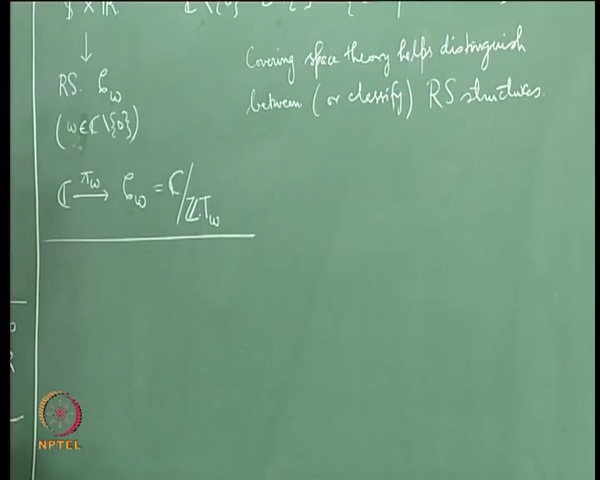 S¹ × ℝ
Covering space theory helps distinguish
between (or classify) RS structures.
↓
RS. 𝒞_ω
(ω∈ℂ\{0})
ℂ —π_ω→ 𝒞_ω = ℂ/ℤ.T_ω
NPTEL